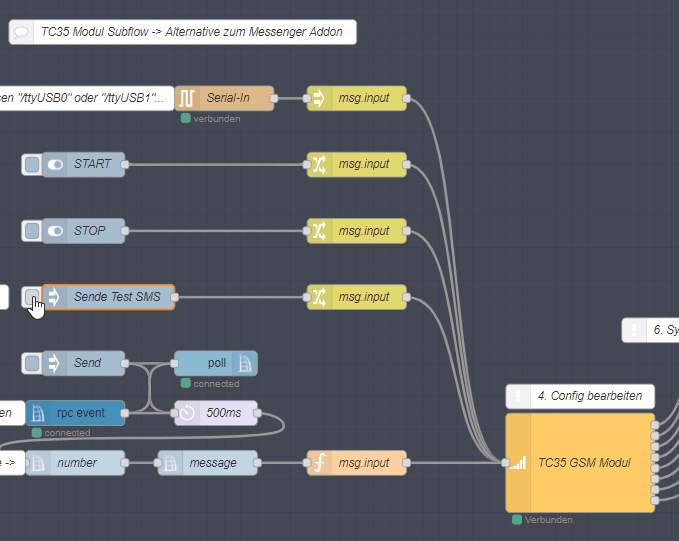 TC35 Modul Subflow -> Alternative zum Messenger Addon
sen "/ttyUSB0" oder "/ttyUSB1"...
Serial-In
msg.input
verbunden
START
msg.input
STOP
msg.input
Sende Test SMS
msg.input
6. Sy
Send
poll
connected
4. Config bearbeiten
en
rpc event
500ms
connected
e ->
number
message
msg.input
TC35 GSM Modul
Verbunden